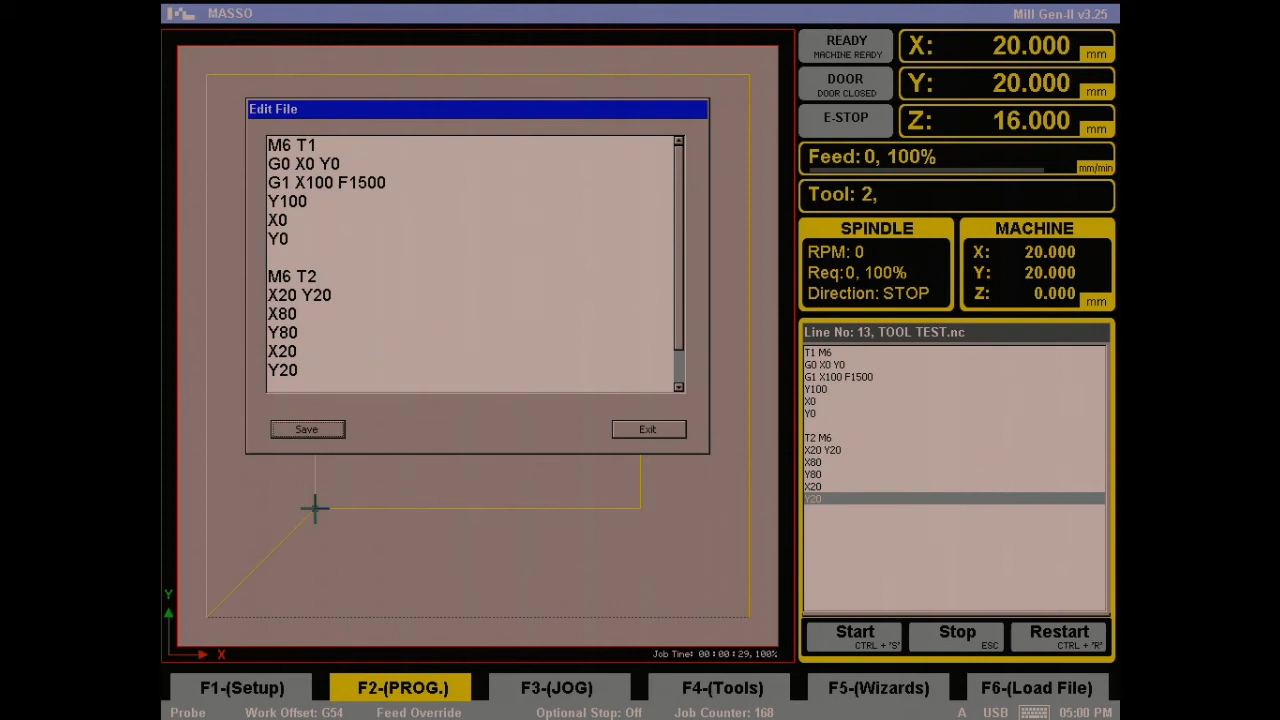 MASSO
Mill Gen-II v3.25
READY
MACHINE READY
X: 20.000 mm
DOOR
DOOR CLOSED
Y: 20.000 mm
E-STOP
Z: 16.000 mm
Feed: 0, 100%
mm/min
Tool: 2,
SPINDLE
RPM: 0
Req:0, 100%
Direction: STOP
MACHINE
X: 20.000
Y: 20.000
Z: 0.000
mm
Edit File
M6 T1
G0 X0 Y0
G1 X100 F1500
Y100
X0
Y0
M6 T2
X20 Y20
X80
Y80
X20
Y20
Save
Exit
Line No: 13, TOOL TEST.nc
T1 M6
G0 X0 Y0
G1 X100 F1500
Y100
X0
Y0
T2 M6
X20 Y20
X80
Y80
X20
Y20
Y
X
Job Time: 00:00:29,100%
Start
CTRL + 'S'
Stop
ESC
Restart
CTRL + 'R'
F1-(Setup)
F2-(PROG.)
F3-(JOG)
F4-(Tools)
F5-(Wizards)
F6-(Load File)
Probe
Work Offset: G54
Feed Override
Optional Stop: Off
Job Counter: 168
A
USB
05:00 PM